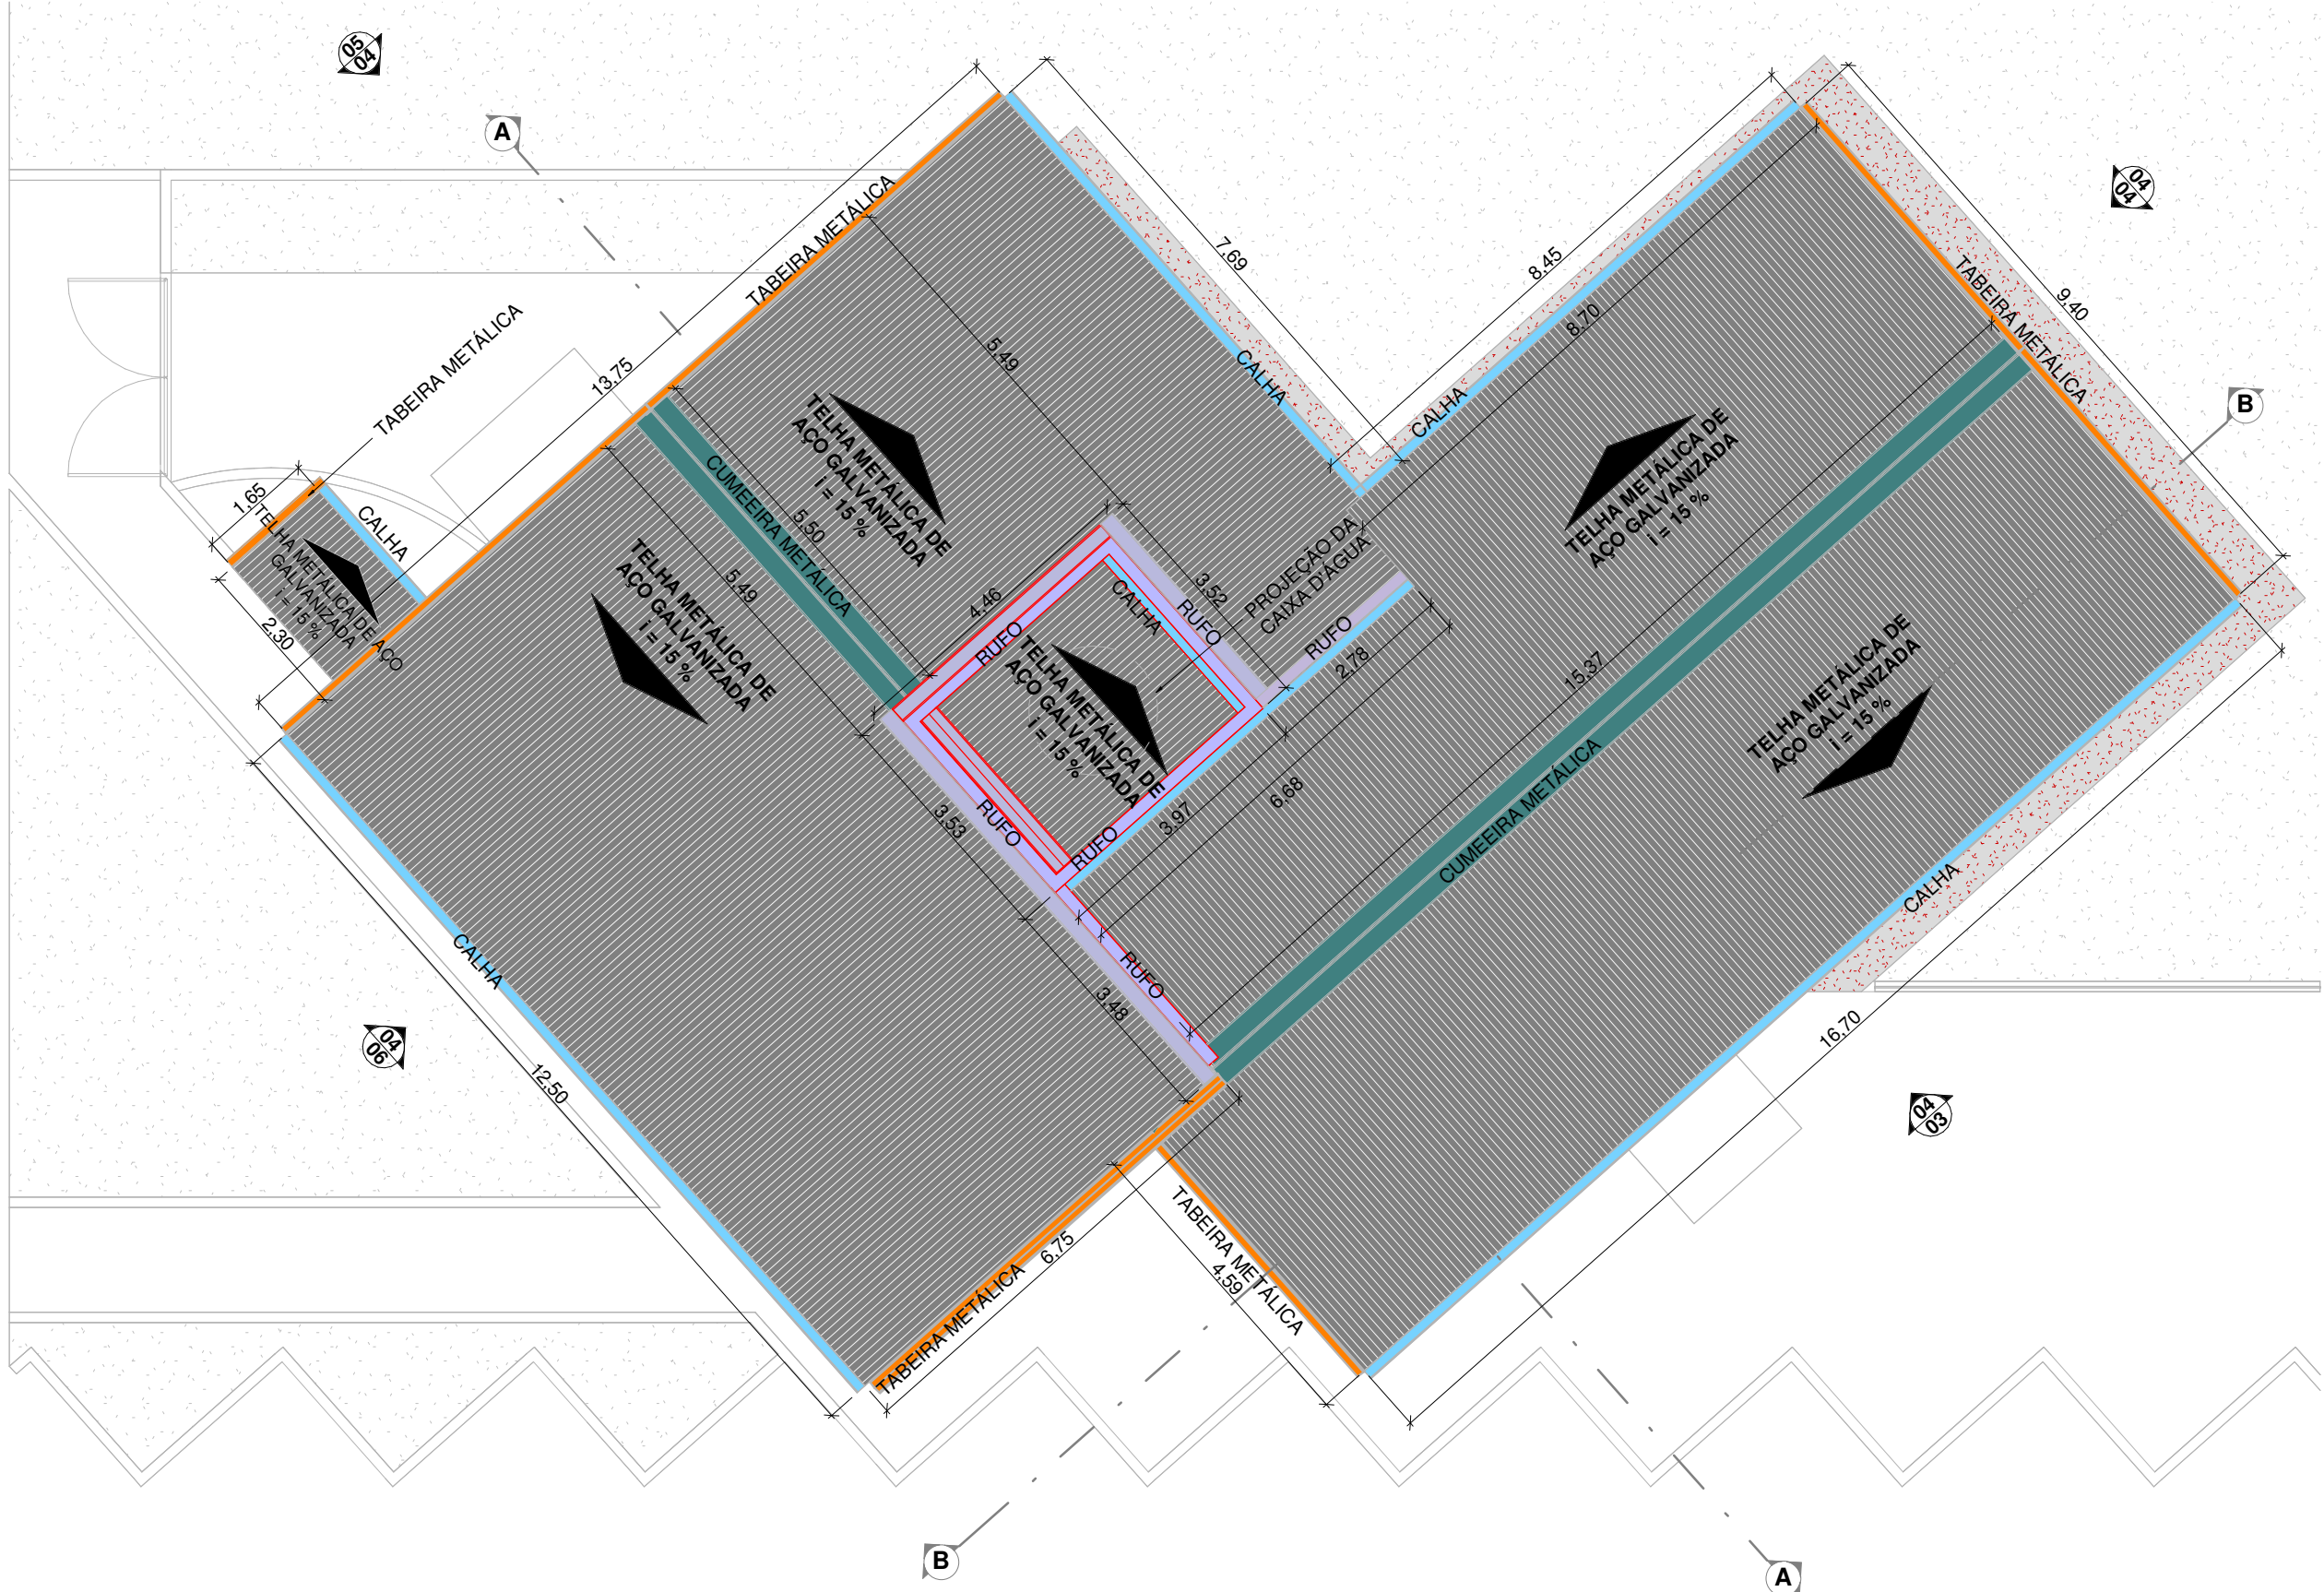 05
04
A
TABEIRA METÁLICA
7,69
8,45
04
04
TABEIRA METÁLICA
9,40
8,70
5,49
CALHA
CALHA
B
TABEIRA METÁLICA
13,75
1,65
CALHA
TELHA METÁLICA DE AÇO
GALVANIZADA
i = 15 %
2,30
CUMEEIRA METÁLICA
5,50
TELHA METÁLICA DE
AÇO GALVANIZADA
i = 15 %
TELHA METÁLICA DE
AÇO GALVANIZADA
i = 15 %
TELHA METÁLICA DE
AÇO GALVANIZADA
i = 15 %
5,49
4,46
RUFO
CALHA
3,52
RUFO
PROJEÇÃO DA
CAIXA D'ÁGUA
RUFO
2,78
TELHA METÁLICA DE
AÇO GALVANIZADA
i = 15 %
15,37
CUMEEIRA METÁLICA
TELHA METÁLICA DE
AÇO GALVANIZADA
i = 15 %
3,53
RUFO
RUFO
3,97
6,68
RUFO
3,48
CALHA
CALHA
04
06
12,50
16,70
04
03
TABEIRA METÁLICA
6,75
TABEIRA METÁLICA
4,59
B
A